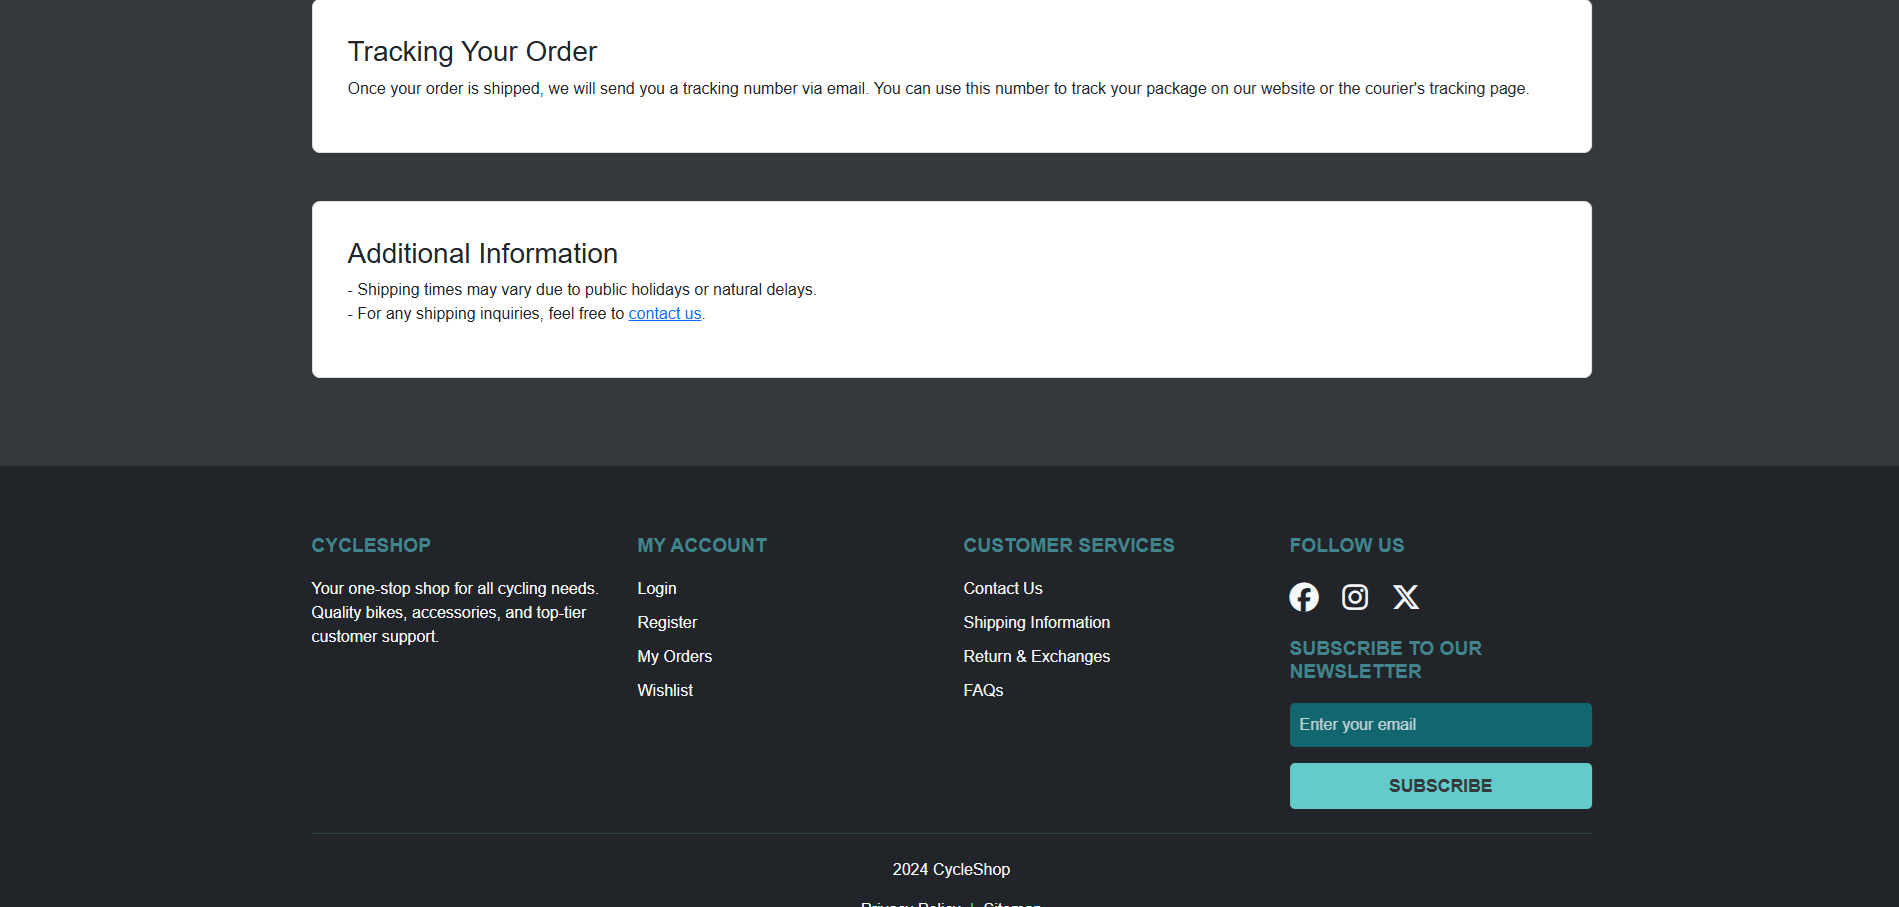 Tracking Your Order
Once your order is shipped, we will send you a tracking number via email. You can use this number to track your package on our website or the courier's tracking page.
Additional Information
- Shipping times may vary due to public holidays or natural delays.
- For any shipping inquiries, feel free to contact us.
CYCLESHOP
Your one-stop shop for all cycling needs.
Quality bikes, accessories, and top-tier
customer support.
MY ACCOUNT
Login
Register
My Orders
Wishlist
CUSTOMER SERVICES
Contact Us
Shipping Information
Return & Exchanges
FAQs
FOLLOW US
SUBSCRIBE TO OUR
NEWSLETTER
Enter your email
SUBSCRIBE
2024 CycleShop
Privacy Policy | Sitemap